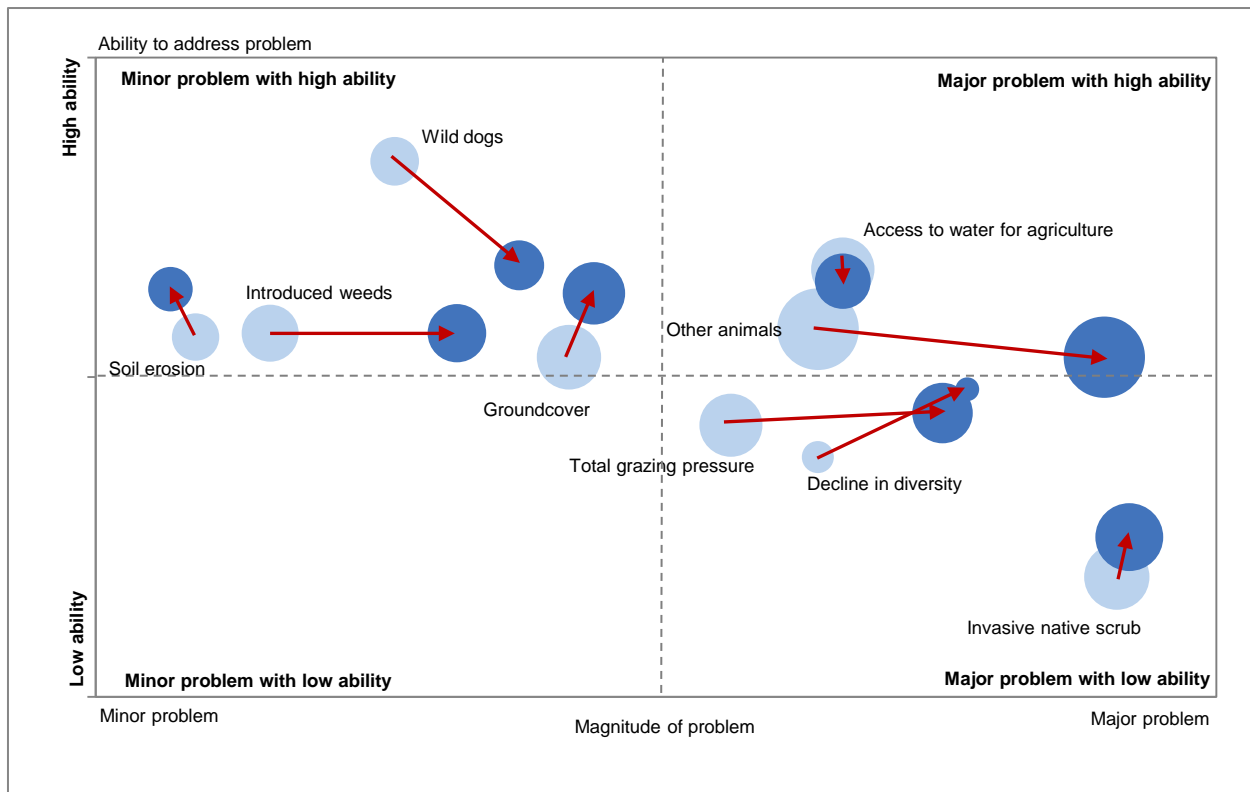 Ability to address problem
High ability
Minor problem with high ability
Major problem with high ability
Wild dogs
Access to water for agriculture
Introduced weeds
Other animals
Soil erosion
Groundcover
Total grazing pressure
Decline in diversity
Invasive native scrub
Low ability
Minor problem with low ability
Major problem with low ability
Minor problem
Magnitude of problem
Major problem